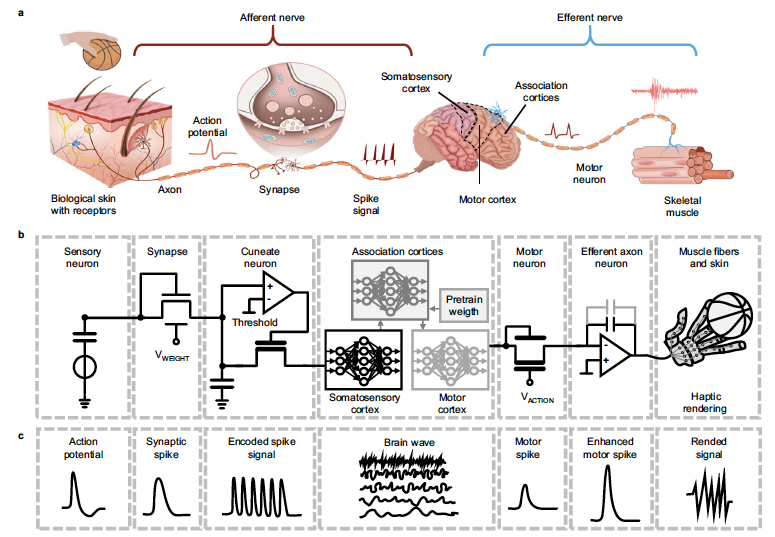 a
Afferent nerve
Efferent nerve
Somatosensory
cortex
Association
cortices
Action
potential
Biological skin
with receptors
Axon
Synapse
Spike
signal
Motor cortex
Motor
neuron
Skeletal
muscle
b
Sensory
neuron
Synapse
Cuneate
neuron
Association cortices
Motor
neuron
Efferent axon
neuron
Muscle fibers
and skin
+
-
Threshold
Pretrain
weigth
VWEIGHT
Somatosensory
cortex
Motor
cortex
VACTION
-
+
Haptic
rendering
c
Action
potential
Synaptic
spike
Encoded spike
signal
Brain wave
Motor
spike
Enhanced
motor spike
Rended
signal